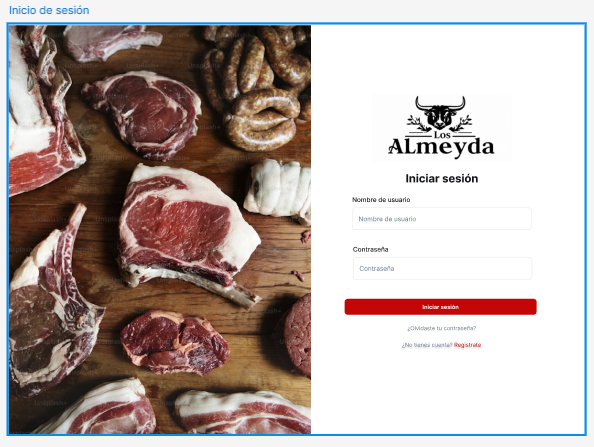 Inicio de sesión
Los
ALmeyda
Iniciar sesión
Nombre de usuario
Nombre de usuario
Contraseña
Contraseña
Iniciar sesión
¿Olvidaste tu contraseña?
¿No tienes cuenta? Registrate